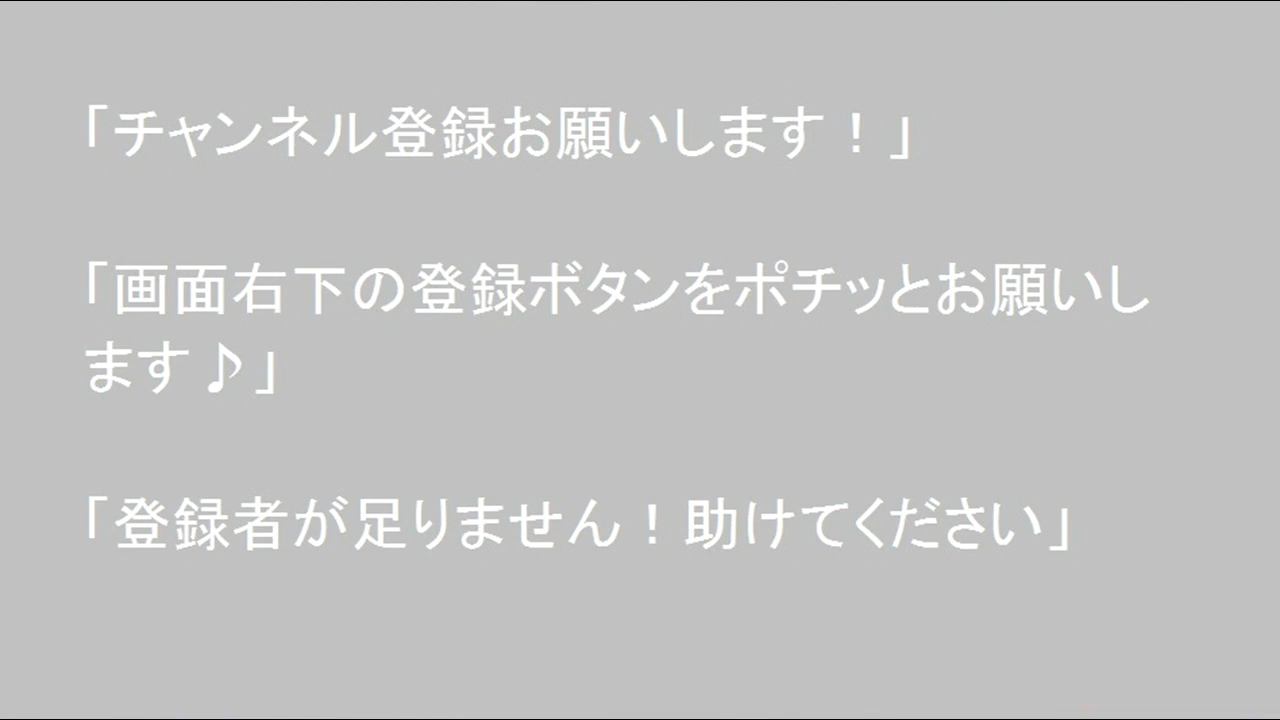 「チャンネル登録お願いします！」
「画面右下の登録ボタンをポチッとお願いし
ます♪」
「登録者が足りません！助けてください」